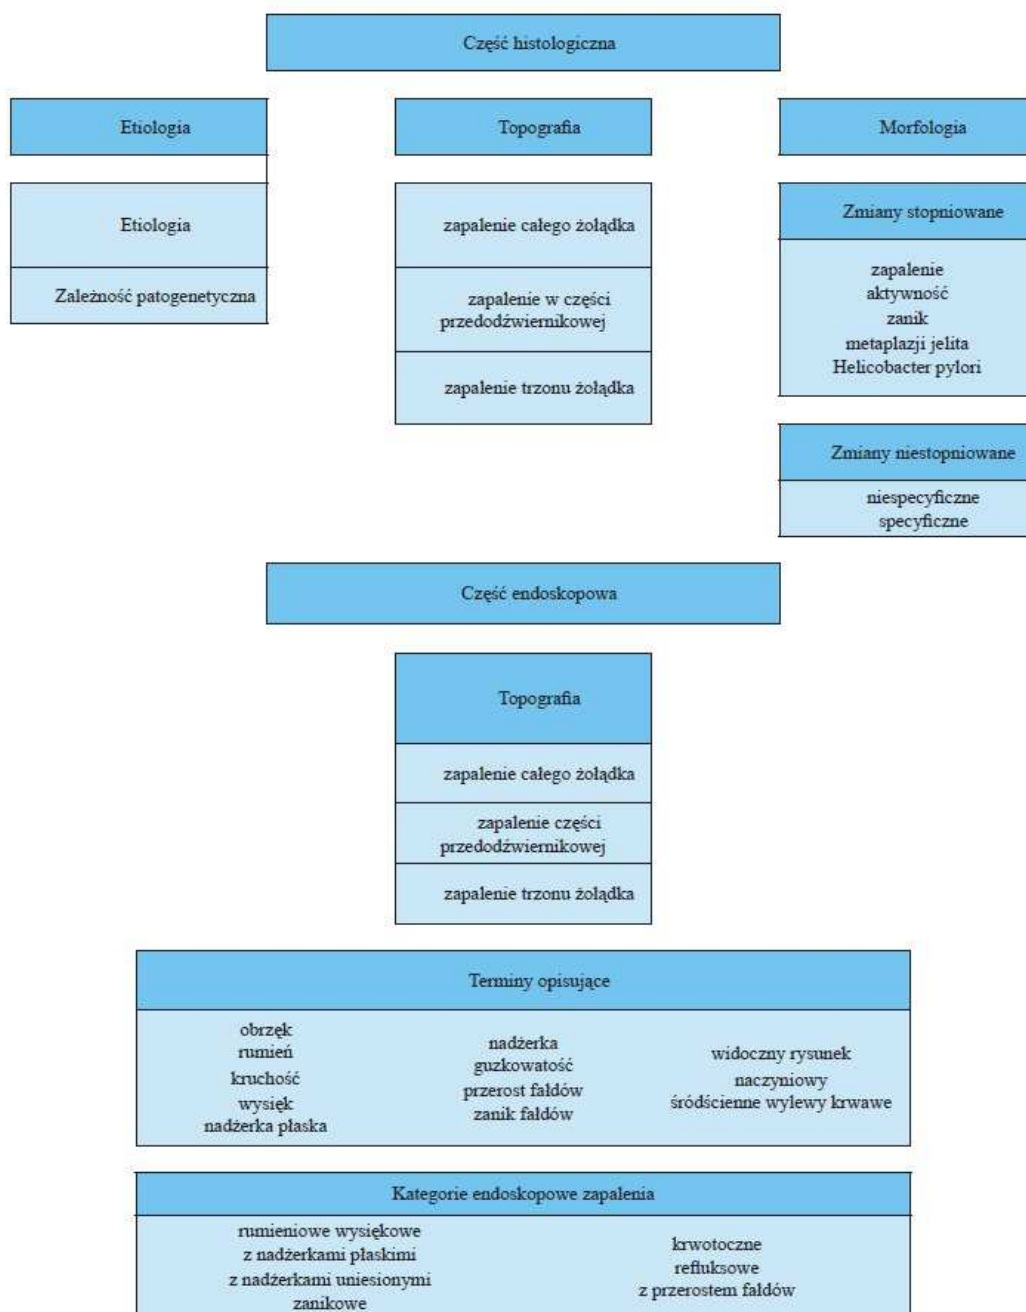 Część histologiczna
Etiologia
Etiologia
Zależność patogenetyczna
Topografia
zapalenie całego żołądka
zapalenie w części
przedodźwiernikowej
zapalenie trzonu żołądka
Morfologia
Zmiany stopniowane
zapalenie
aktywność
zanik
metaplazji jelita
Helicobacter pylori
Zmiany niestopniowane
niespecyficzne
specyficzne
Część endoskopowa
Topografia
zapalenie całego żołądka
zapalenie części
przedodźwiernikowej
zapalenie trzonu żołądka
Terminy opisujące
obrzęk
rumień
kruchość
wysięk
nadżerka płaska
nadżerka
guzkowatość
przerost fałdów
zanik fałdów
widoczny rysunek
naczyniowy
śródścienne wylewy krwawe
Kategorie endoskopowe zapalenia
rumieniowe wysiękowe
z nadżerkami płaskimi
z nadżerkami uniesionymi
zanikowe
krwotoczne
refluksowe
z przerostem fałdów